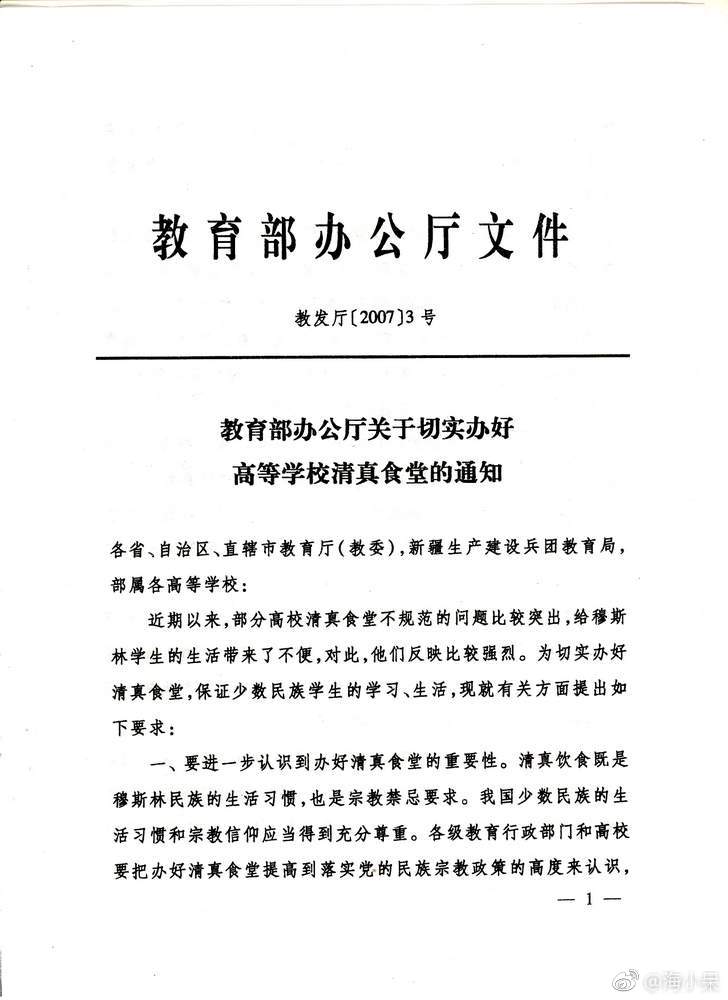 教育部办公厅文件
教发厅〔2007〕3号
教育部办公厅关于切实办好
高等学校清真食堂的通知
各省、自治区、直辖市教育厅(教委),新疆生产建设兵团教育局,
部属各高等学校:
近期以来,部分高校清真食堂不规范的问题比较突出,给穆斯
林学生的生活带来了不便,对此,他们反映比较强烈。为切实办好
清真食堂,保证少数民族学生的学习、生活,现就有关方面提出如
下要求:
一、要进一步认识到办好清真食堂的重要性。清真饮食既是
穆斯林民族的生活习惯,也是宗教禁忌要求。我国少数民族的生
活习惯和宗教信仰应当得到充分尊重。各级教育行政部门和高校
要把办好清真食堂提高到落实党的民族宗教政策的高度来认识,
— 1 —
@海小呆